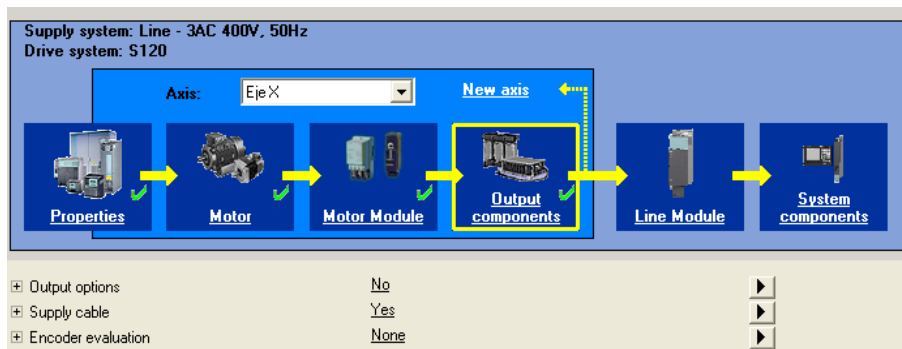 Supply system: Line - 3AC 400V, 50Hz
Drive system: S120
Axis: Eje X New axis
Properties Motor Motor Module Output components Line Module System components
Output options No
Supply cable Yes
Encoder evaluation None